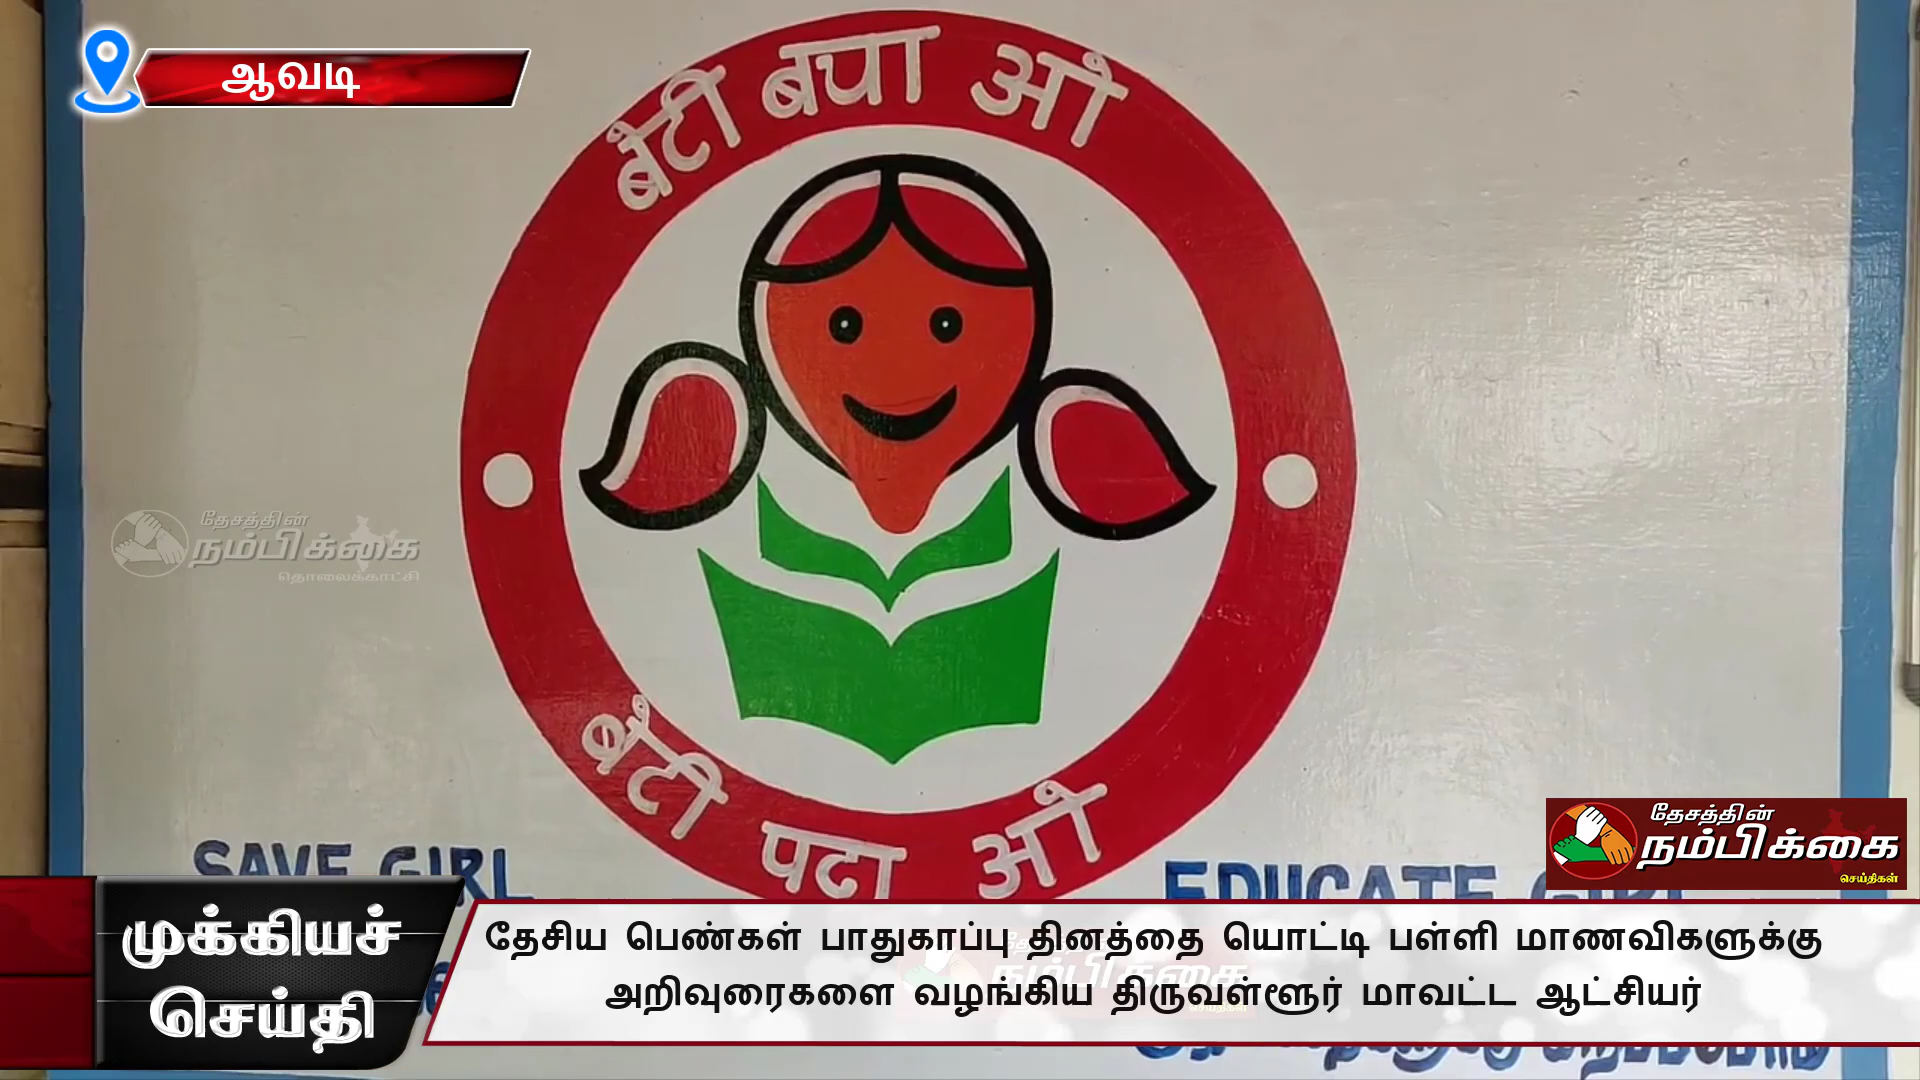 ஆவடி
बेटी बचा ओ
बेटी पढा ओ
தேசத்தின்
நம்பிக்கை
தொலைக்காட்சி
SAVE GIRL
EDUCATE GIRL
தேசத்தின்
நம்பிக்கை
செய்திகள்
முக்கியச்
செய்தி
தேசிய பெண்கள் பாதுகாப்பு தினத்தை யொட்டி பள்ளி மாணவிகளுக்கு
அறிவுரைகளை வழங்கிய திருவள்ளூர் மாவட்ட ஆட்சியர்